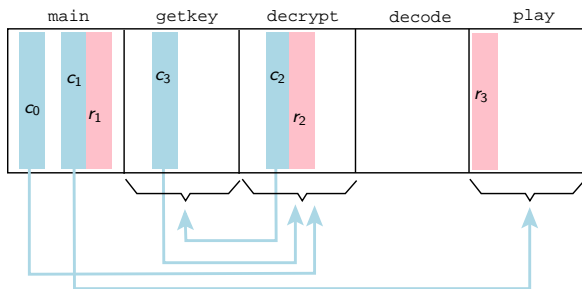 main getkey decrypt decode play
c₁ c₃ c₂
r₃
c₀ r₁ r₂